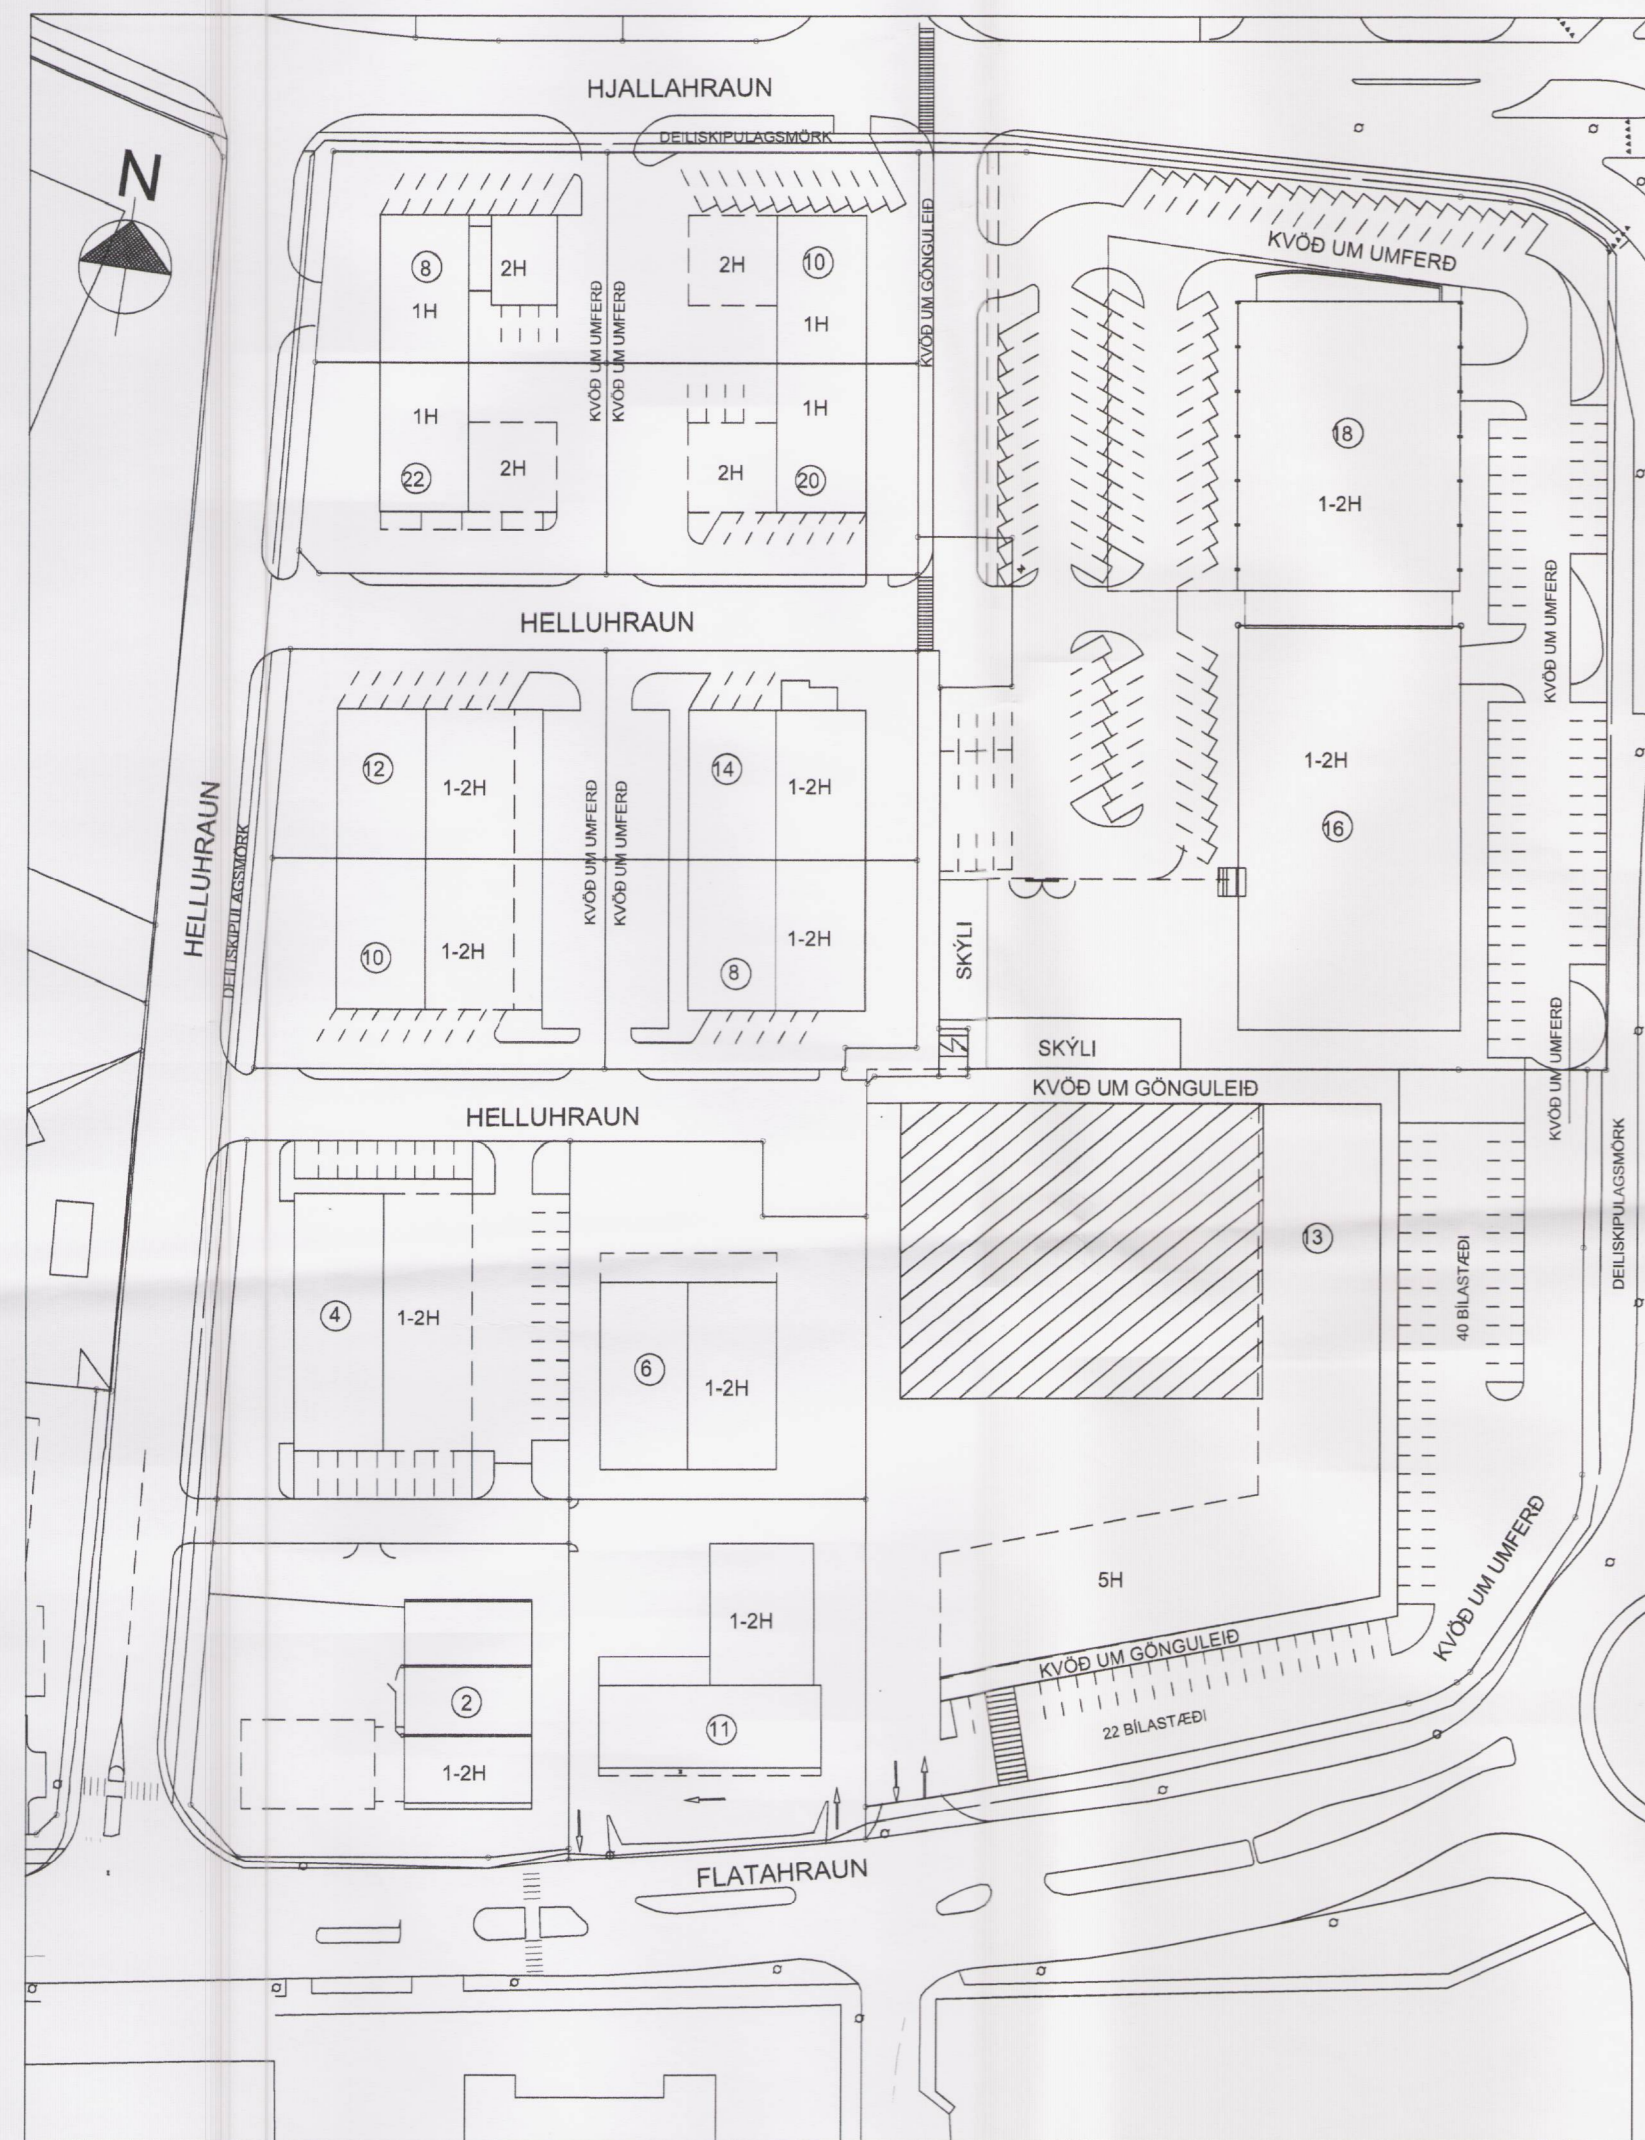 HJALLAHRAUN
DEILISKIPULAGSMÖRK
N
8
2H
1H
KVÖÐ UM UMFERÐ
KVÖÐ UM UMFERÐ
2H
10
1H
KVÖÐ UM GÖNGULEIÐ
KVÖÐ UM UMFERÐ
1H
22
2H
1H
2H
20
18
1-2H
KVÖÐ UM UMFERÐ
HELLUHRAUN
12
1-2H
14
1-2H
KVÖÐ UM UMFERÐ
KVÖÐ UM UMFERÐ
1-2H
16
HELLUHRAUN
DEILISKIPULAGSMÖRK
10
1-2H
8
1-2H
SKÝLI
SKÝLI
KVÖÐ UM UMFERÐ
KVÖÐ UM GÖNGULEIÐ
HELLUHRAUN
DEILISKIPULAGSMÖRK
13
40 BÍLASTÆÐI
4
1-2H
6
1-2H
5H
KVÖÐ UM UMFERÐ
1-2H
KVÖÐ UM GÖNGULEIÐ
2
11
22 BÍLASTÆÐI
1-2H
FLATAHRAUN